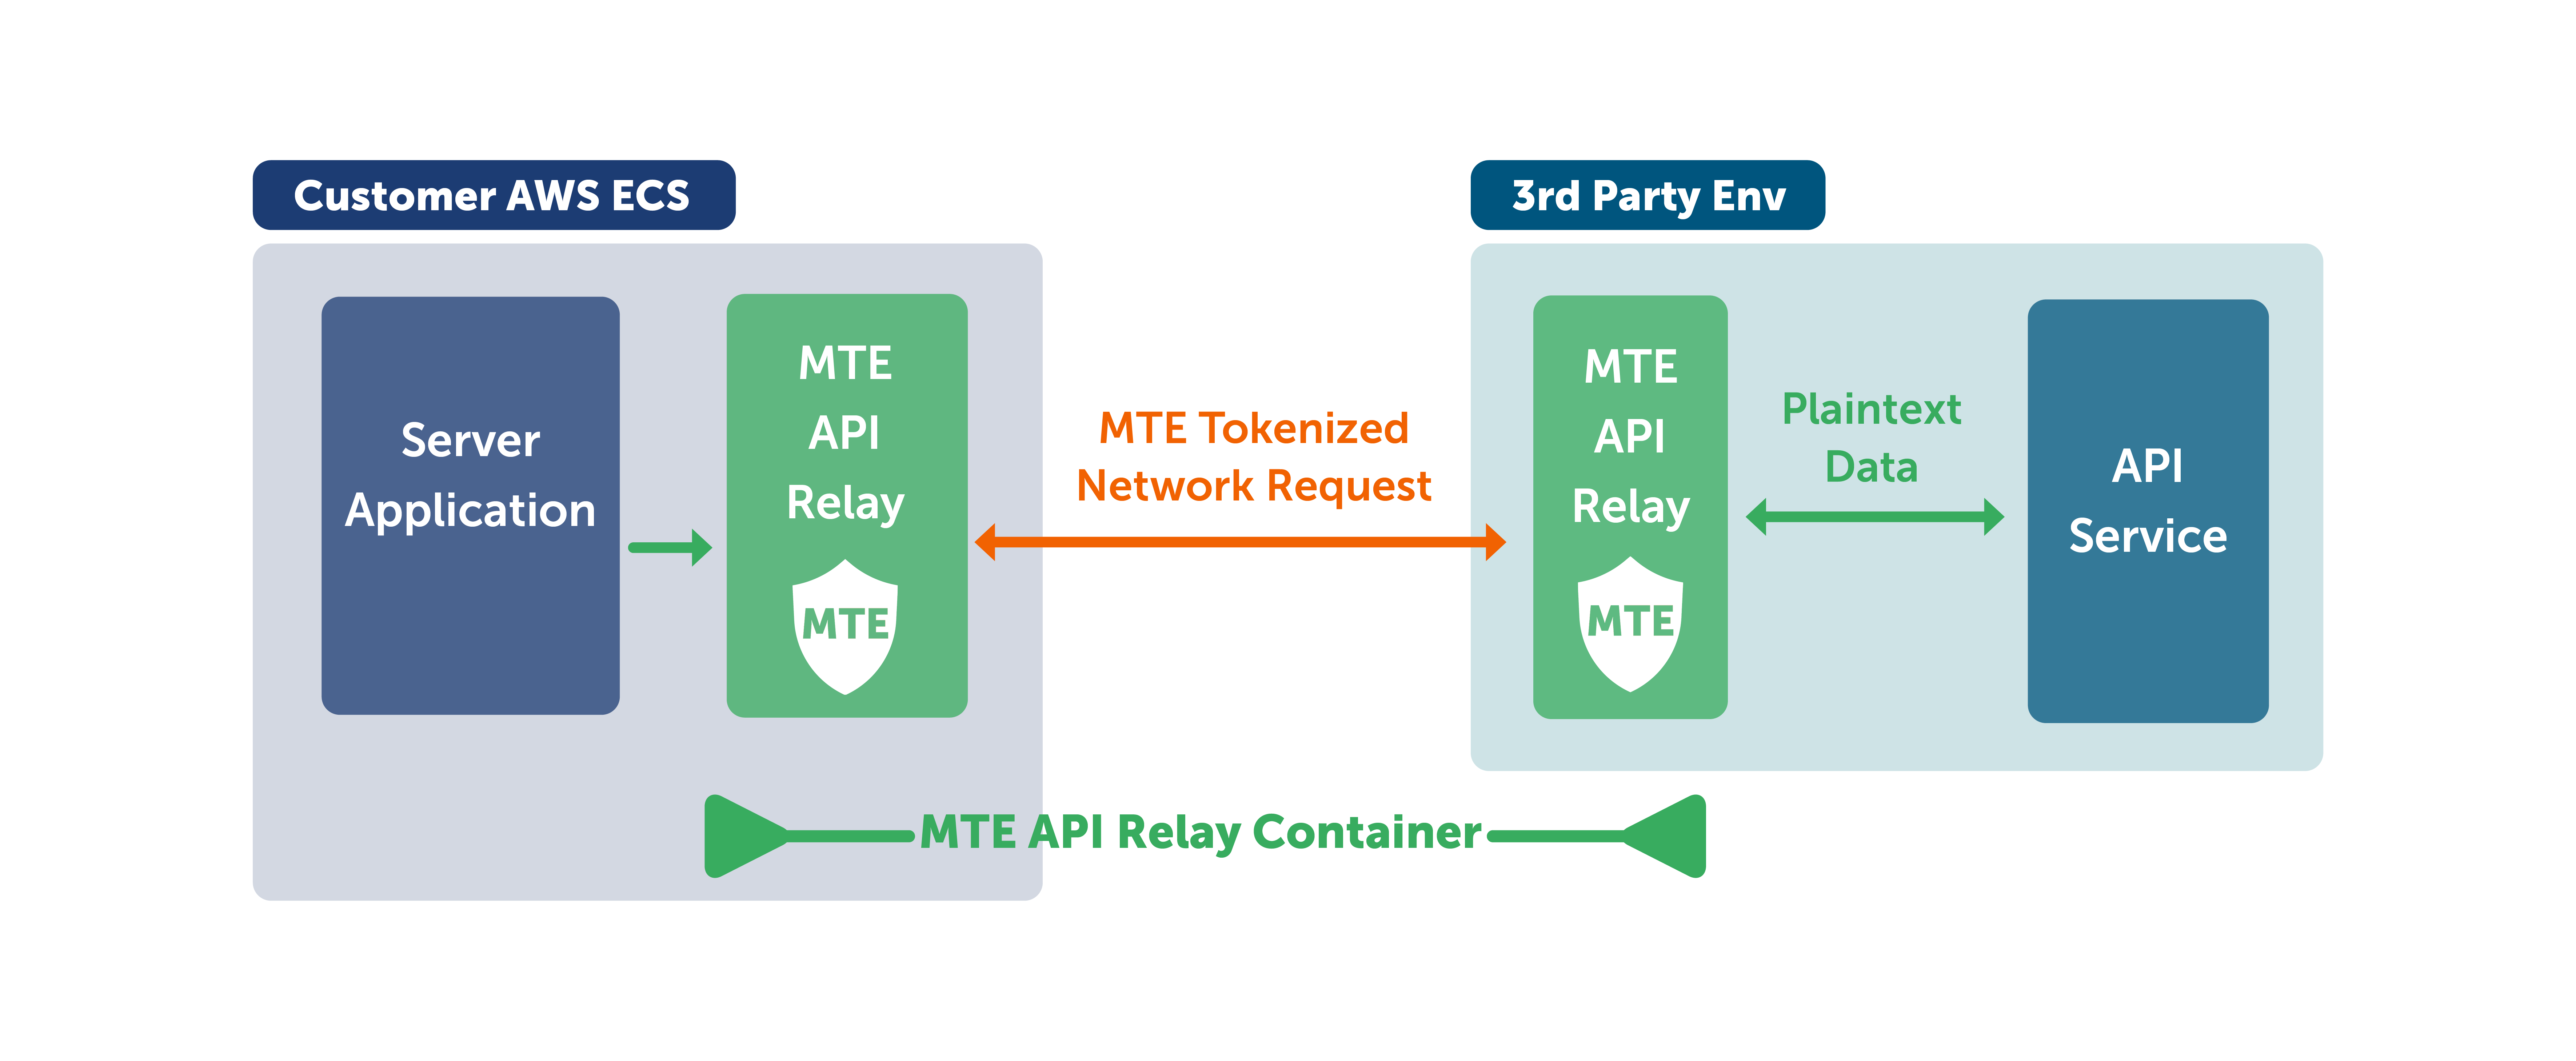 Customer AWS ECS
3rd Party Env
Server
Application
MTE
API
Relay
MTE
MTE Tokenized
Network Request
MTE
API
Relay
MTE
Plaintext
Data
API
Service
MTE API Relay Container